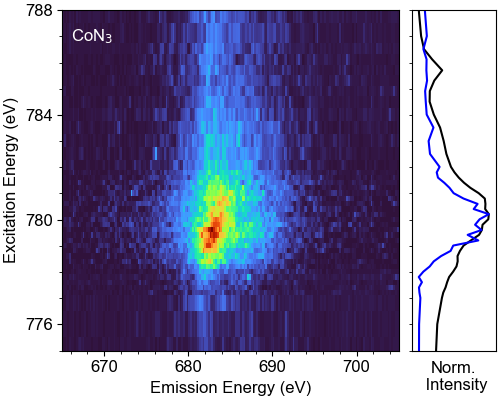 788
784
780
776
Excitation Energy (eV)
CoN₃
670
680
690
700
Emission Energy (eV)
Norm.
Intensity